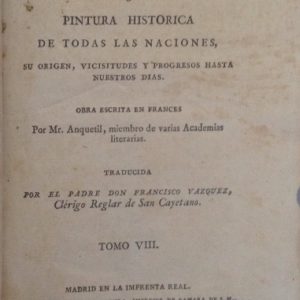 PINTURA HISTÓRICA
DE TODAS LAS NACIONES,
SU ORIGEN, VICISITUDES Y PROGRESOS HASTA
NUESTROS DIAS.
OBRA ESCRITA EN FRANCES
Por Mr. Anquetil, miembro de varias Academias
literarias.
TRADUCIDA
POR EL PADRE DON FRANCISCO VAZQUEZ,
Clérigo Reglar de San Cayetano.
TOMO VIII.
MADRID EN LA IMPRENTA REAL.